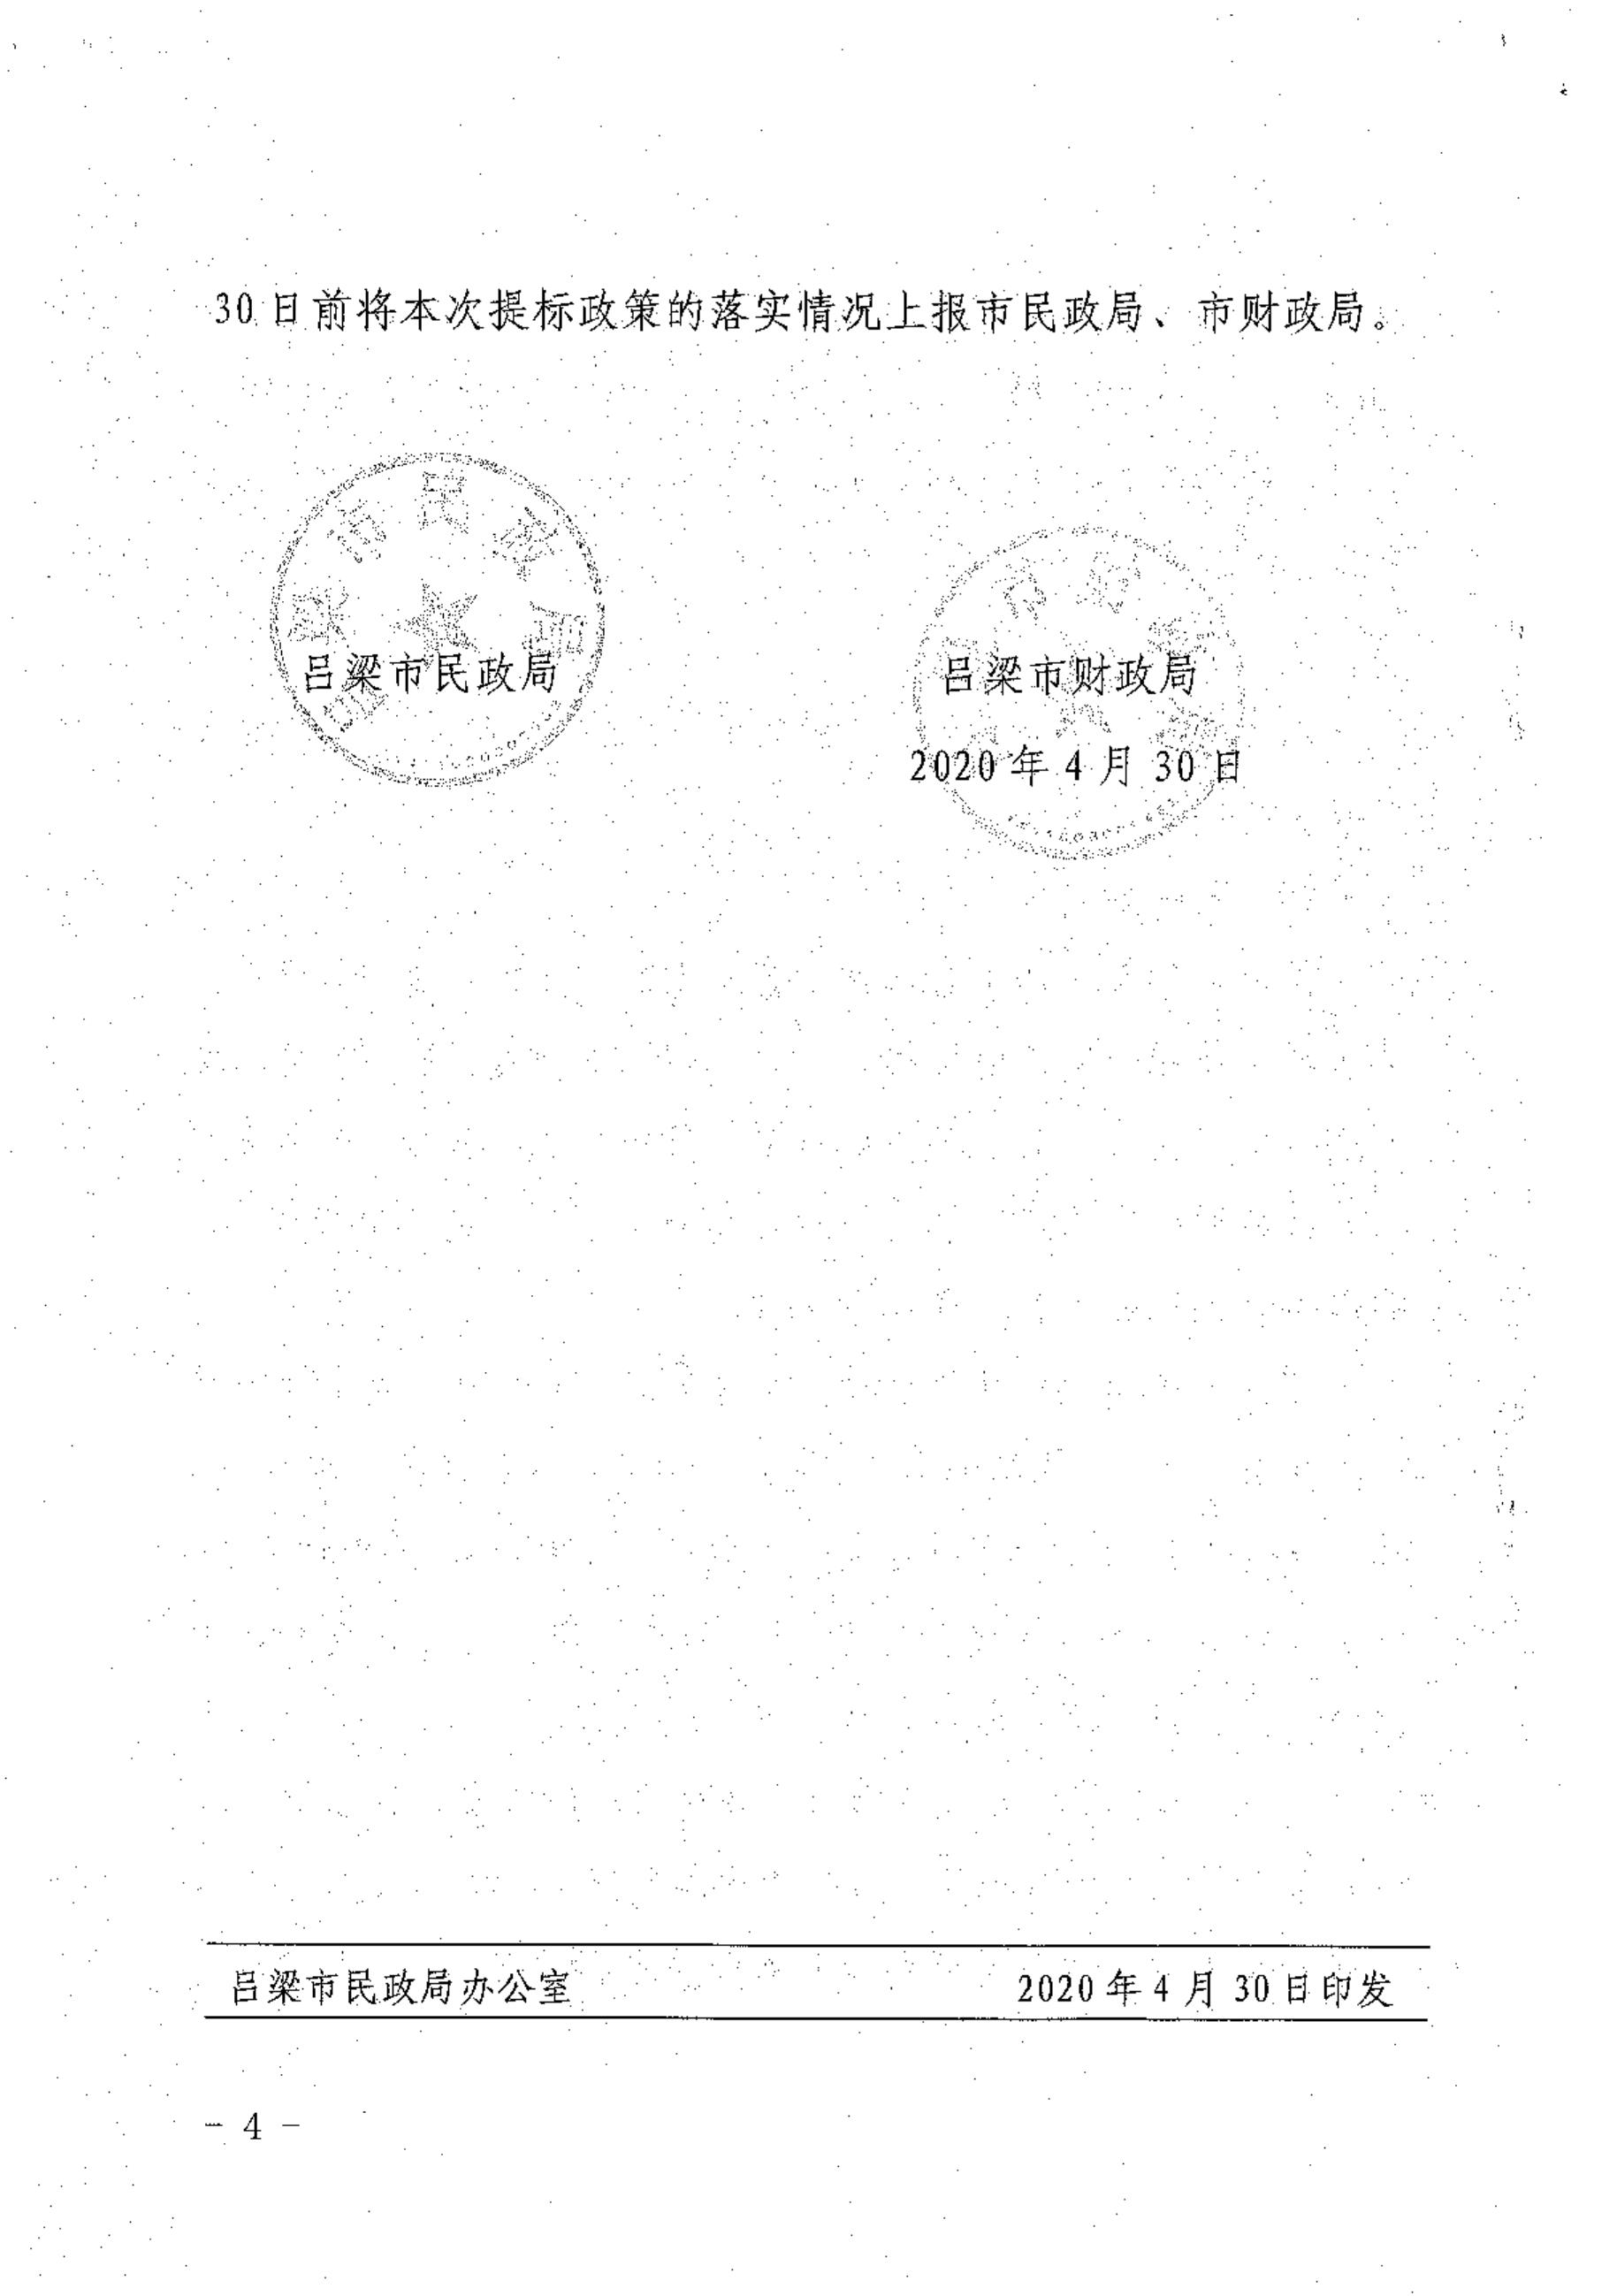 30日前将本次提标政策的落实情况上报市民政局、市财政局。
吕梁市民政局
吕梁市财政局
2020年4月30日
吕梁市民政局办公室
2020年4月30日印发
- 4 -